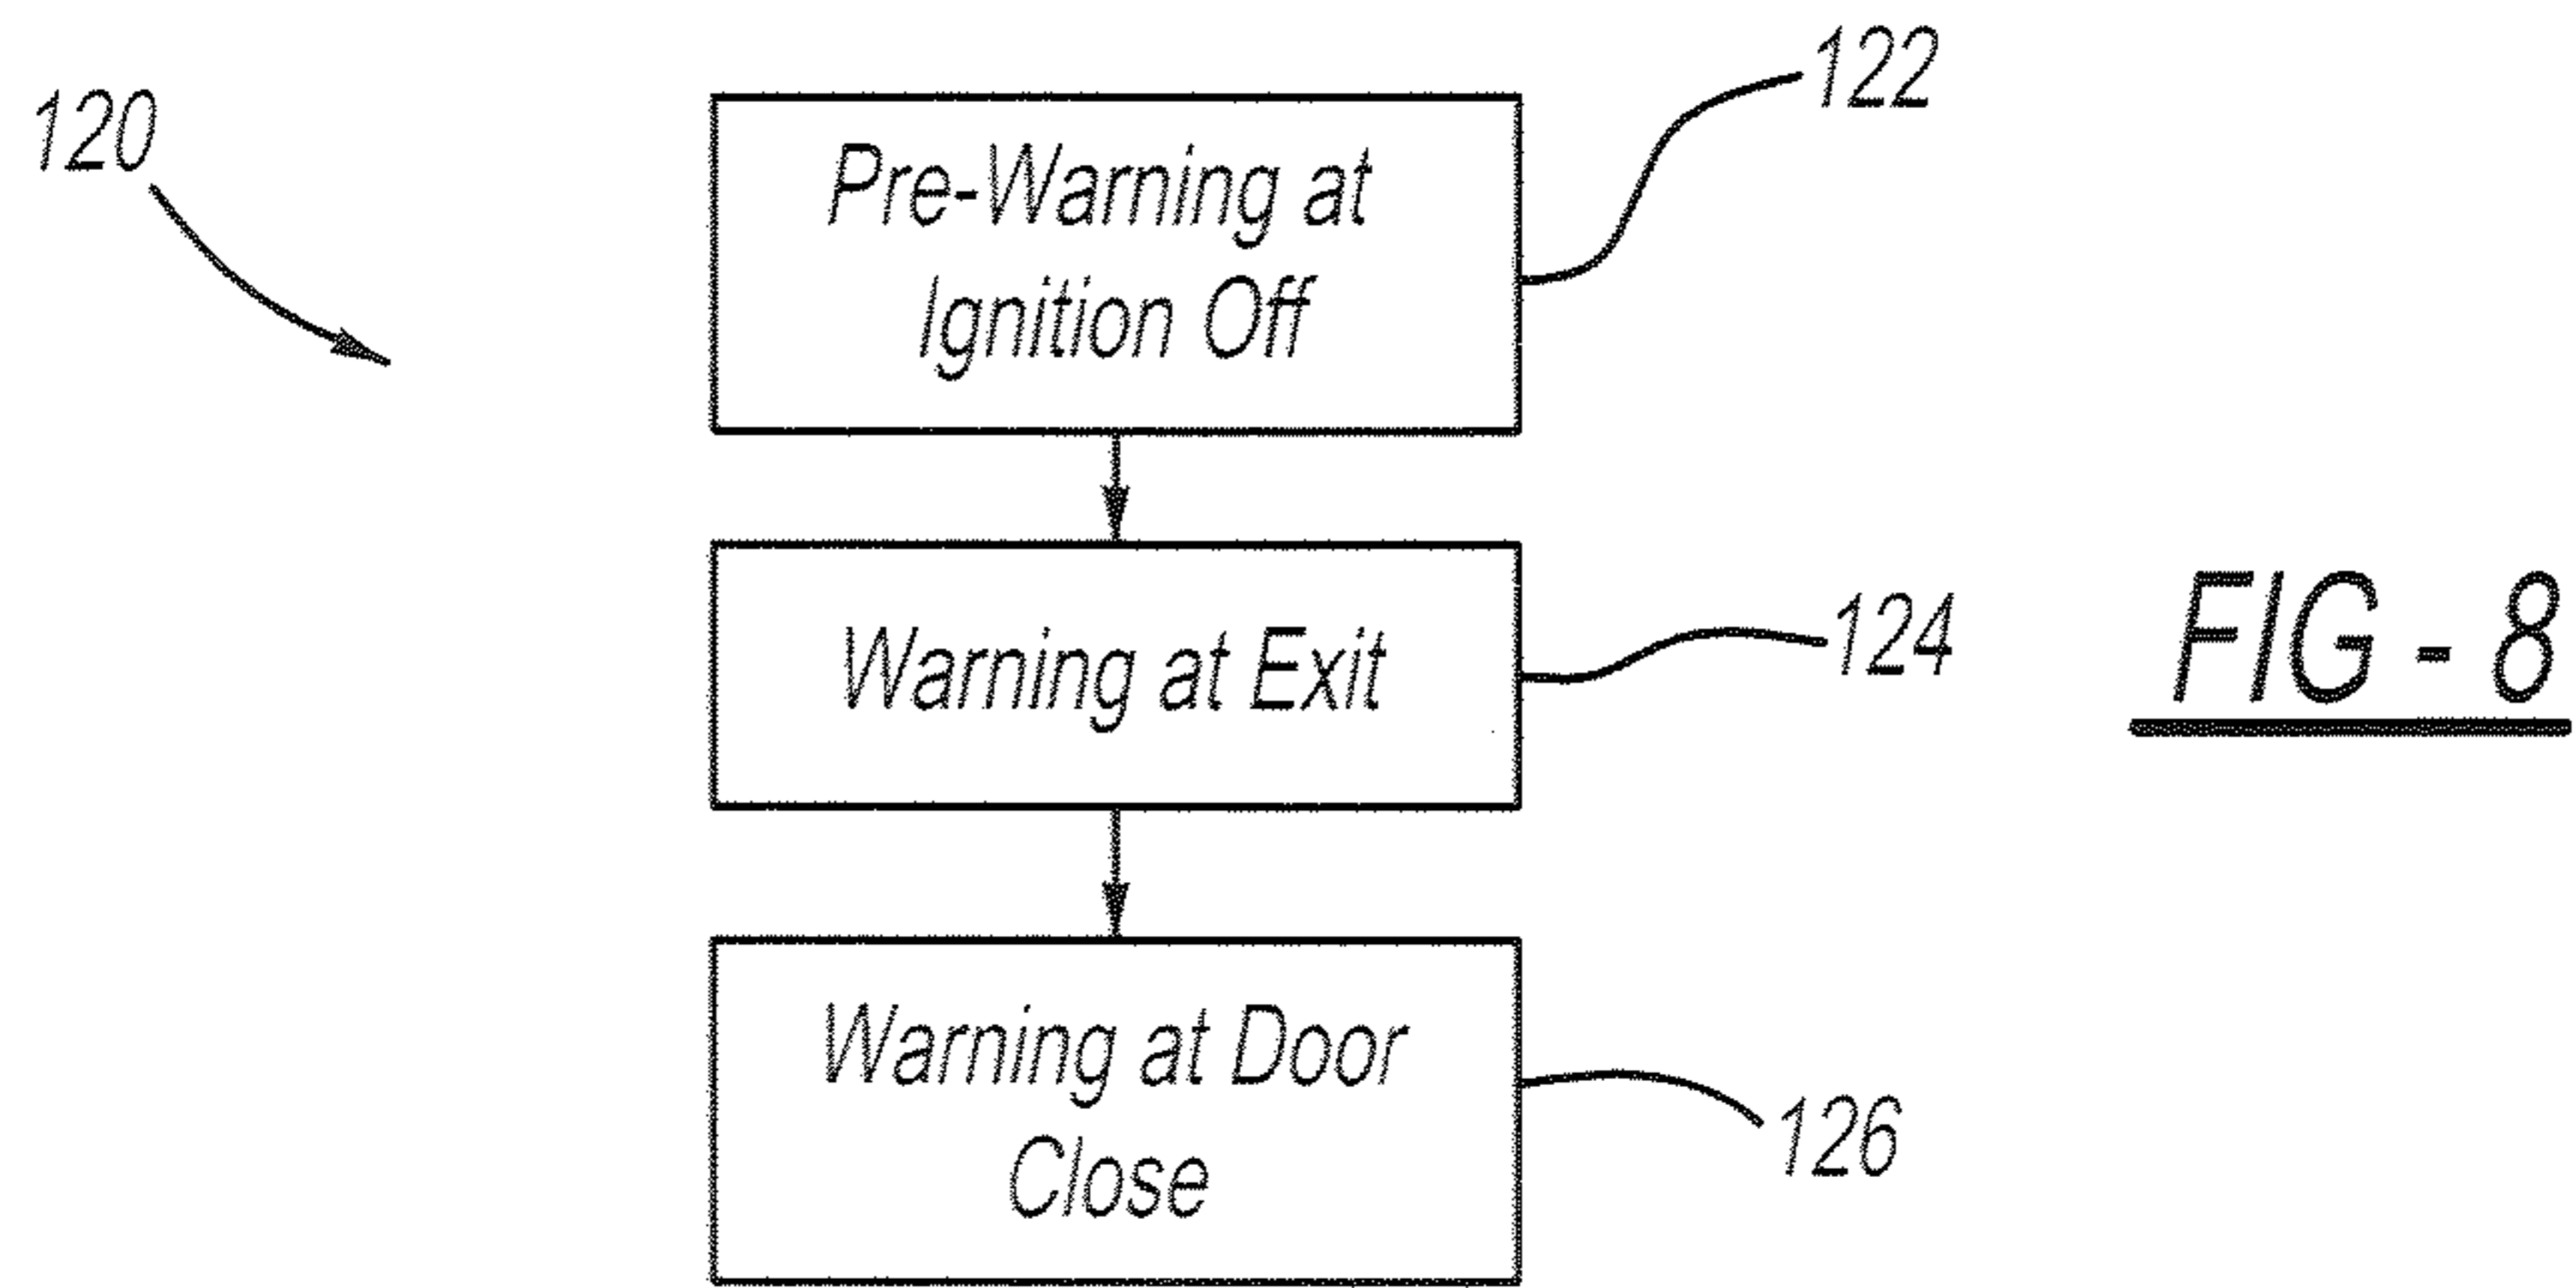 120
122
Pre-Warning at
Ignition Off
Warning at Exit
124
FIG - 8
Warning at Door
Close
126